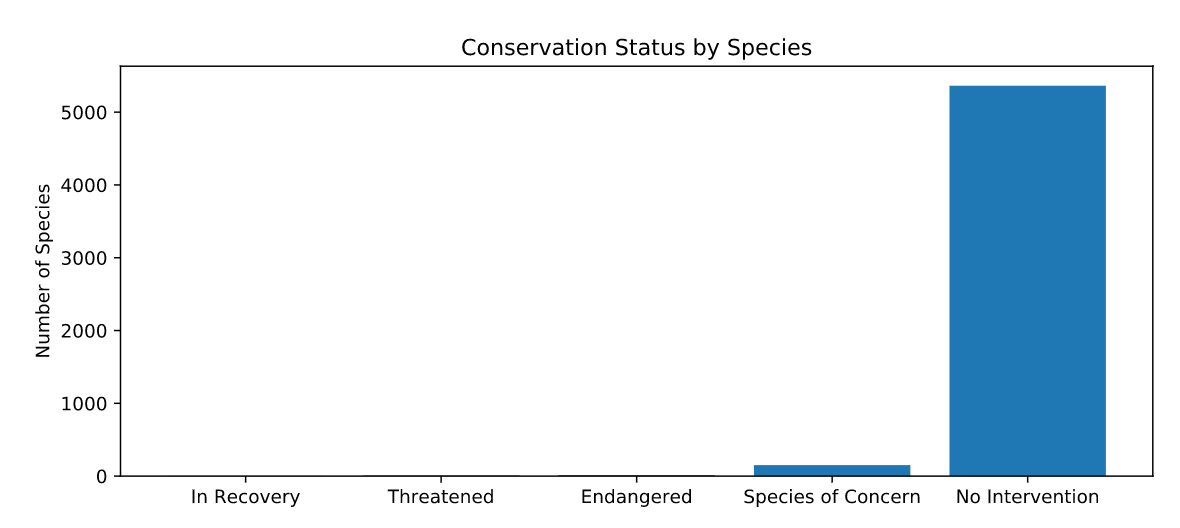 Conservation Status by Species
Number of Species
5000
4000
3000
2000
1000
0
In Recovery
Threatened
Endangered
Species of Concern
No Intervention